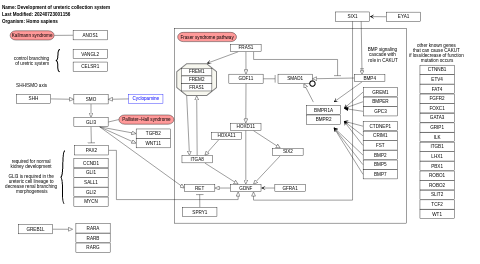 Name: Development of ureteric collection system
Last Modified: 20240723001156
Organism: Homo sapiens
Kallmann syndrome
ANOS1
control branching of ureteric system
VANGL2
CELSR1
SHH/SMO axis
SHH
SMO
Cyclopamine
GLI3
Pallister-Hall syndrome
TGFB2
WNT11
required for normal kidney development
GLI3 is required in the ureteric cell lineage to decrease renal branching morphogenesis
PAX2
CCND1
GLI1
SALL1
GLI2
MYCN
GREB1L
RARA
RARB
RARG
Fraser syndrome pathway
FRAS1
FREM1
FREM2
FRAS1
GDF11
SMAD1
BMP4
BMPR1A
BMPR2
HOXD11
HOXA11
ITGA8
SIX2
RET
GDNF
GFRA1
SPRY1
SIX1
EYA1
BMP signaling cascade with role in CAKUT
GREM1
BMPER
GPC3
CTDNEP1
CRIM1
FST
BMP2
BMP5
BMP7
other known genes that can cause CAKUT if loss/decrease of function mutation occurs
CTNNB1
ETV4
FAT4
FGFR2
FOXC1
GATA3
GRIP1
ILK
ITGB1
LHX1
PBX1
ROBO1
ROBO2
SLIT2
TCF2
WT1